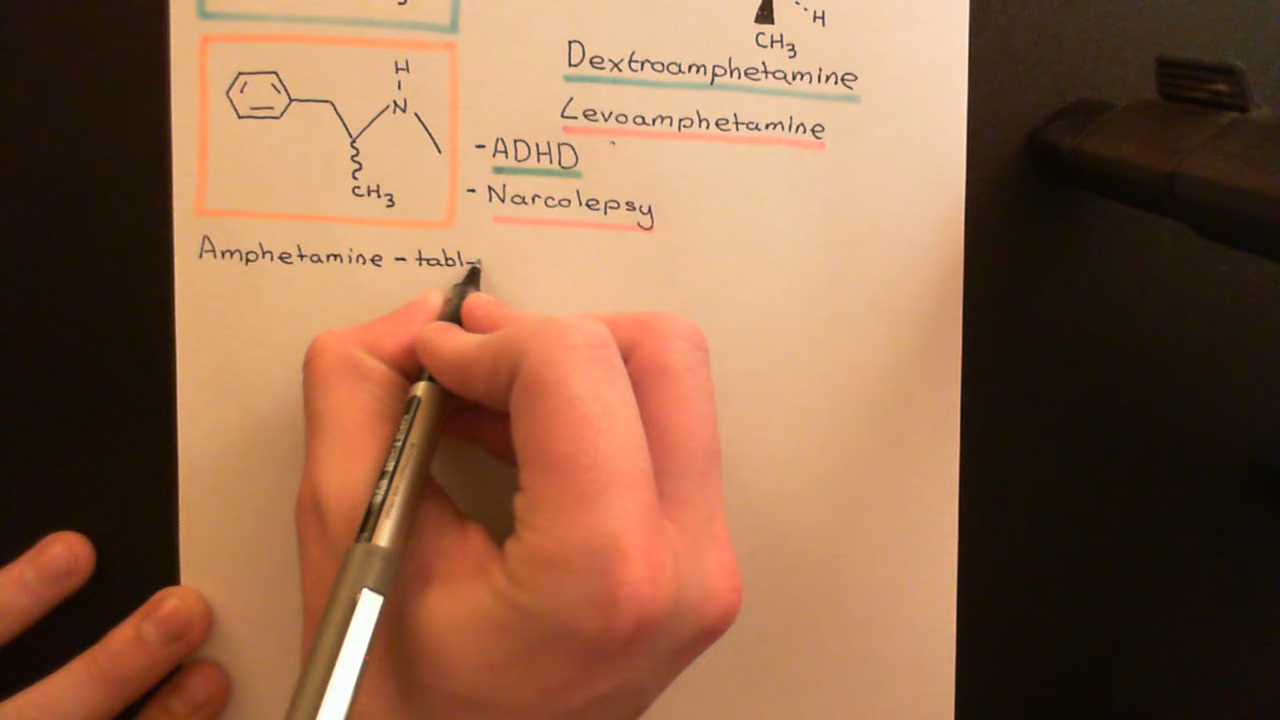 H
CH3
Dextroamphetamine
Levoamphetamine
H
N
CH3
- ADHD
- Narcolepsy
Amphetamine - tabl